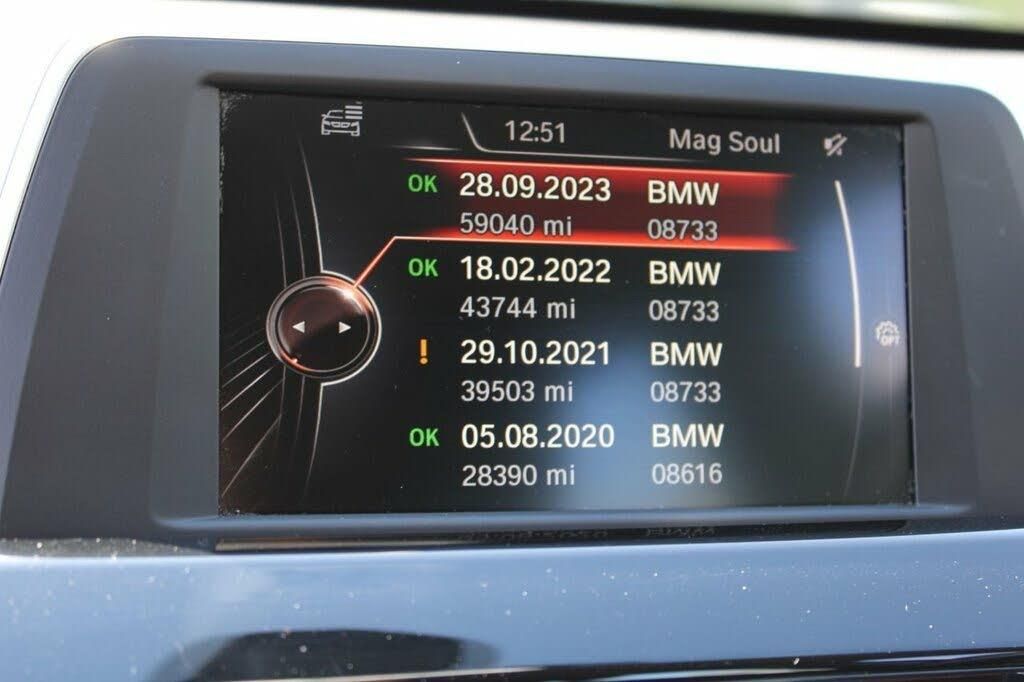 12:51 Mag Soul
OK 28.09.2023 BMW
59040 mi 08733
OK 18.02.2022 BMW
43744 mi 08733
! 29.10.2021 BMW
39503 mi 08733
OPT
OK 05.08.2020 BMW
28390 mi 08616